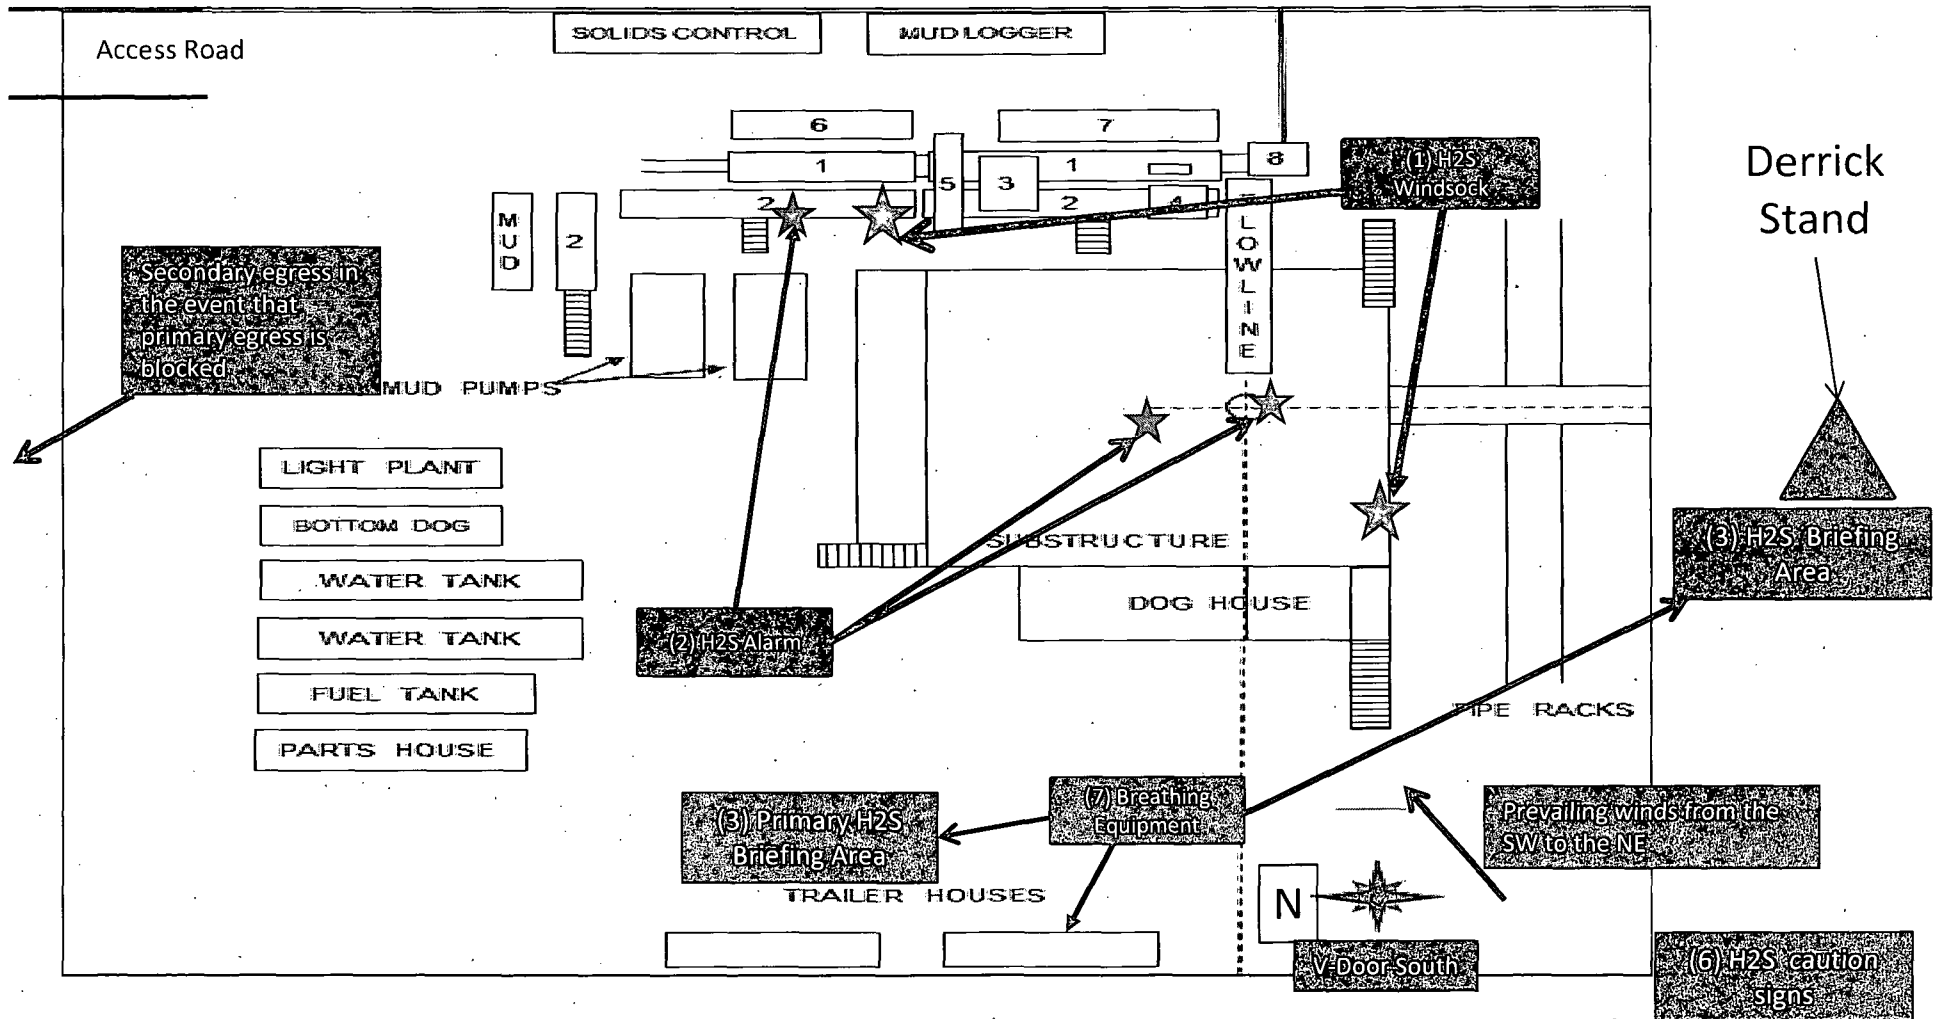 SOLIDS CONTROL
MUD LOGGER
Access Road
6
7
1
1
8
5
3
2
2
4
(1) H2S
Windsock
Derrick
Stand
MUD
2
FLOWLINE
Secondary egress in
the event that
primary egress is
blocked
MUD PUMPS
LIGHT PLANT
BOTTOM DOG
WATER TANK
WATER TANK
FUEL TANK
PARTS HOUSE
SUBSTRUCTURE
(3) H2S Briefing
Area
DOG HOUSE
(2) H2S Alarm
PIPE RACKS
(7) Breathing
Equipment
(3) Primary H2S
Briefing Area
Prevailing winds from the
SW to the NE
TRAILER HOUSES
N
V-Door South
(6) H2S caution
signs